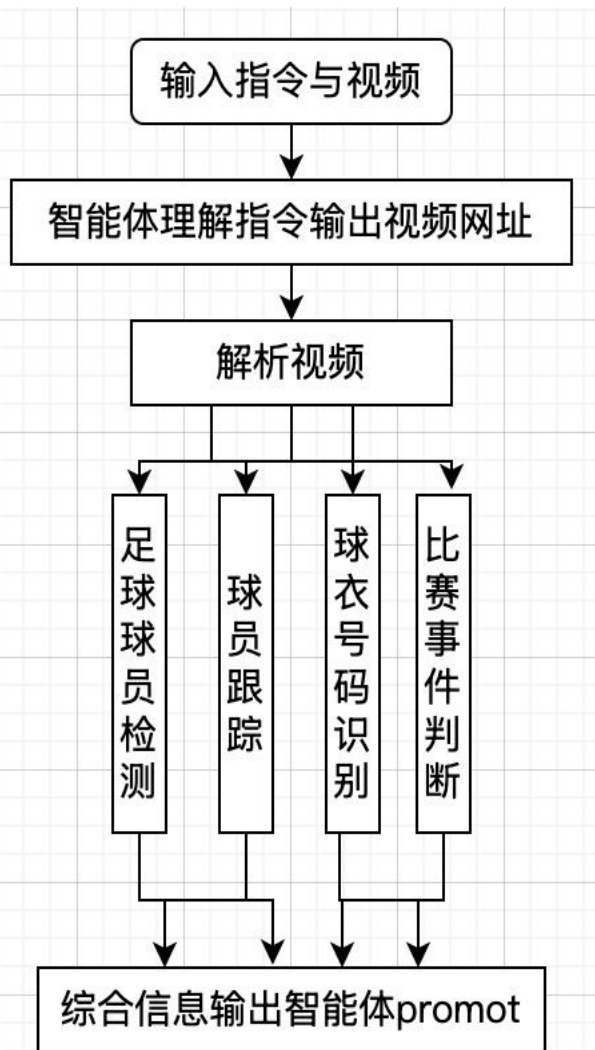 输入指令与视频
智能体理解指令输出视频网址
解析视频
足球球员检测
球员跟踪
球衣号码识别
比赛事件判断
综合信息输出智能体promot